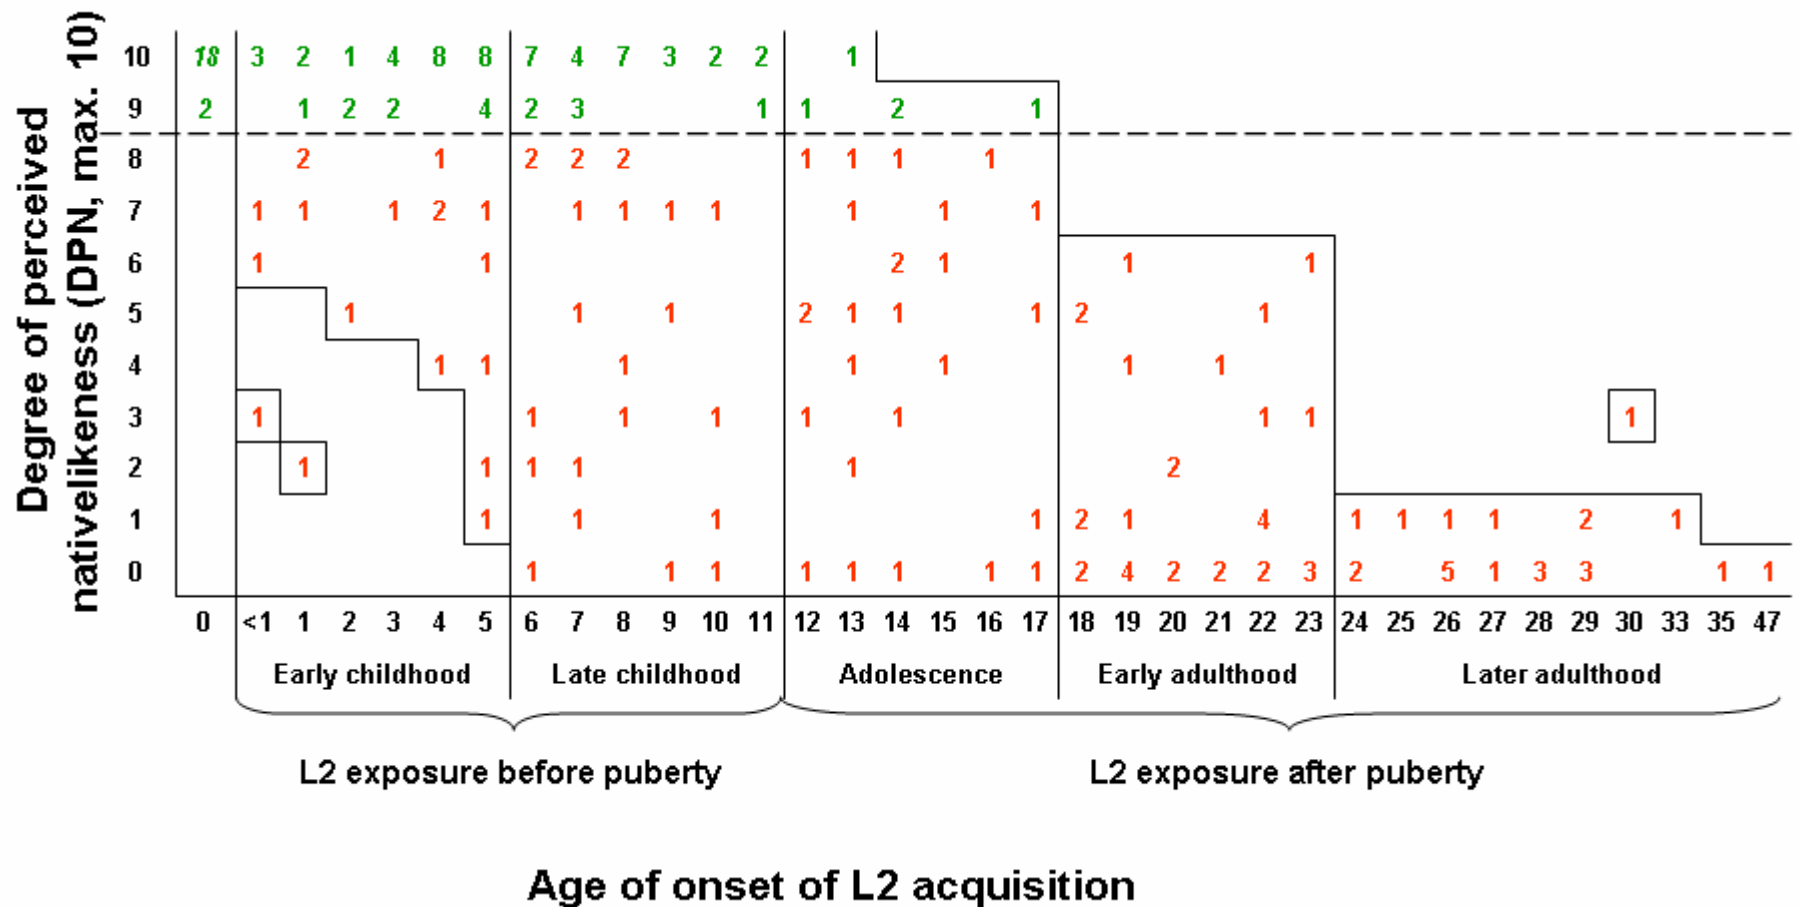 Degree of perceived
nativelikeness (DPN, max. 10)
10 18 3 2 1 4 8 8 7 4 7 3 2 2 1
9 2 1 2 2 4 2 3 1 1 2 1
8 2 1 2 2 2 1 1 1 1
7 1 1 1 2 1 1 1 1 1 1 1 1
6 1 1 2 1 1 1
5 1 1 1 2 1 1 1 2 1
4 1 1 1 1 1 1 1
3 1 1 1 1 1 1 1 1 1
2 1 1 1 1 1 2
1 1 1 1 1 2 1 4 1 1 1 1 2 1
0 1 1 1 1 1 1 1 1 2 4 2 2 2 3 2 5 1 3 3 1 1
0 <1 1 2 3 4 5 6 7 8 9 10 11 12 13 14 15 16 17 18 19 20 21 22 23 24 25 26 27 28 29 30 33 35 47
Early childhood Late childhood Adolescence Early adulthood Later adulthood
L2 exposure before puberty L2 exposure after puberty
Age of onset of L2 acquisition